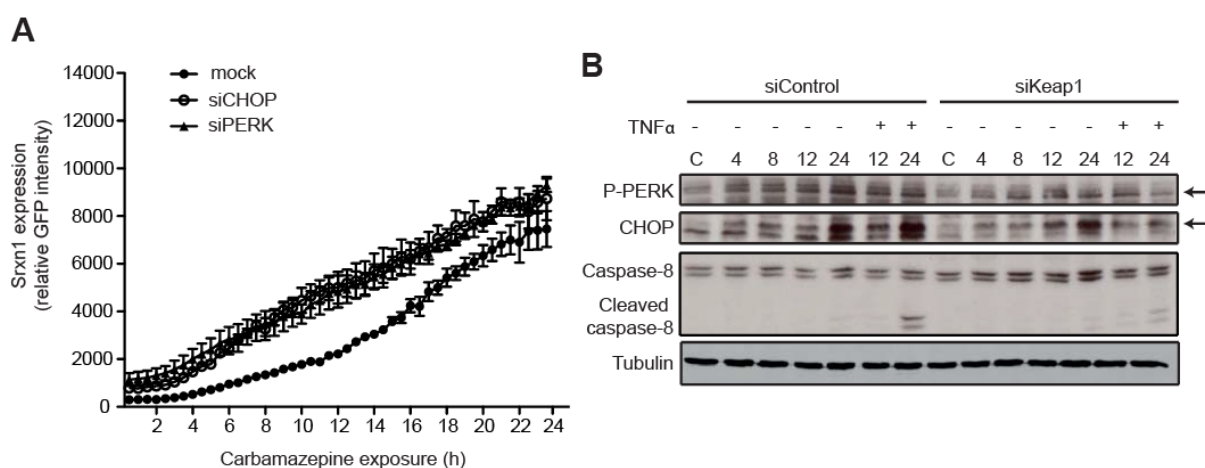 A
Srxn1 expression
(relative GFP intensity)
14000
12000
10000
8000
6000
4000
2000
0
mock
siCHOP
siPERK
2 4 6 8 10 12 14 16 18 20 22 24
Carbamazepine exposure (h)
B
siControl siKeap1
TNFα - - - - - + + - - - - - + +
C 4 8 12 24 12 24 C 4 8 12 24 12 24
P-PERK
CHOP
Caspase-8
Cleaved
caspase-8
Tubulin